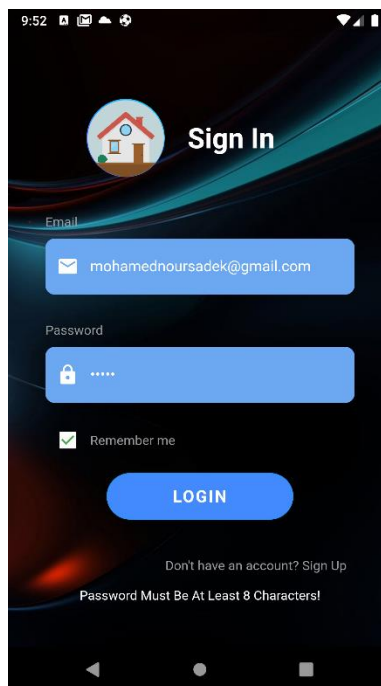 9:52
Sign In
Email
mohamednoursadek@gmail.com
Password
•••••
Remember me
LOGIN
Don't have an account? Sign Up
Password Must Be At Least 8 Characters!